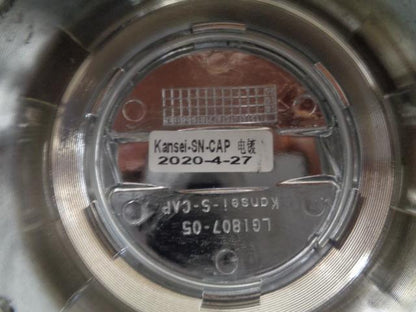 Kansei-SN-CAP 电镀
2020-4-27
LG1807-05
Kansei-S-CAP